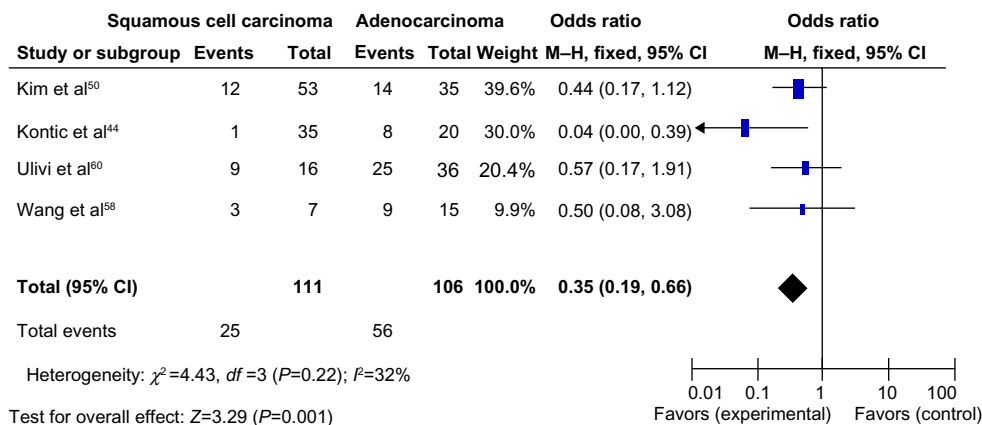 Squamous cell carcinoma Adenocarcinoma Odds ratio Odds ratio
Study or subgroup Events Total Events Total Weight M–H, fixed, 95% CI M–H, fixed, 95% CI
Kim et al⁵⁰ 12 53 14 35 39.6% 0.44 (0.17, 1.12)
Kontic et al⁴⁴ 1 35 8 20 30.0% 0.04 (0.00, 0.39)
Ulivi et al⁶⁰ 9 16 25 36 20.4% 0.57 (0.17, 1.91)
Wang et al⁵⁸ 3 7 9 15 9.9% 0.50 (0.08, 3.08)
Total (95% CI) 111 106 100.0% 0.35 (0.19, 0.66)
Total events 25 56
Heterogeneity: χ²=4.43, df =3 (P=0.22); I²=32%
Test for overall effect: Z=3.29 (P=0.001)
0.01 0.1 1 10 100
Favors (experimental) Favors (control)